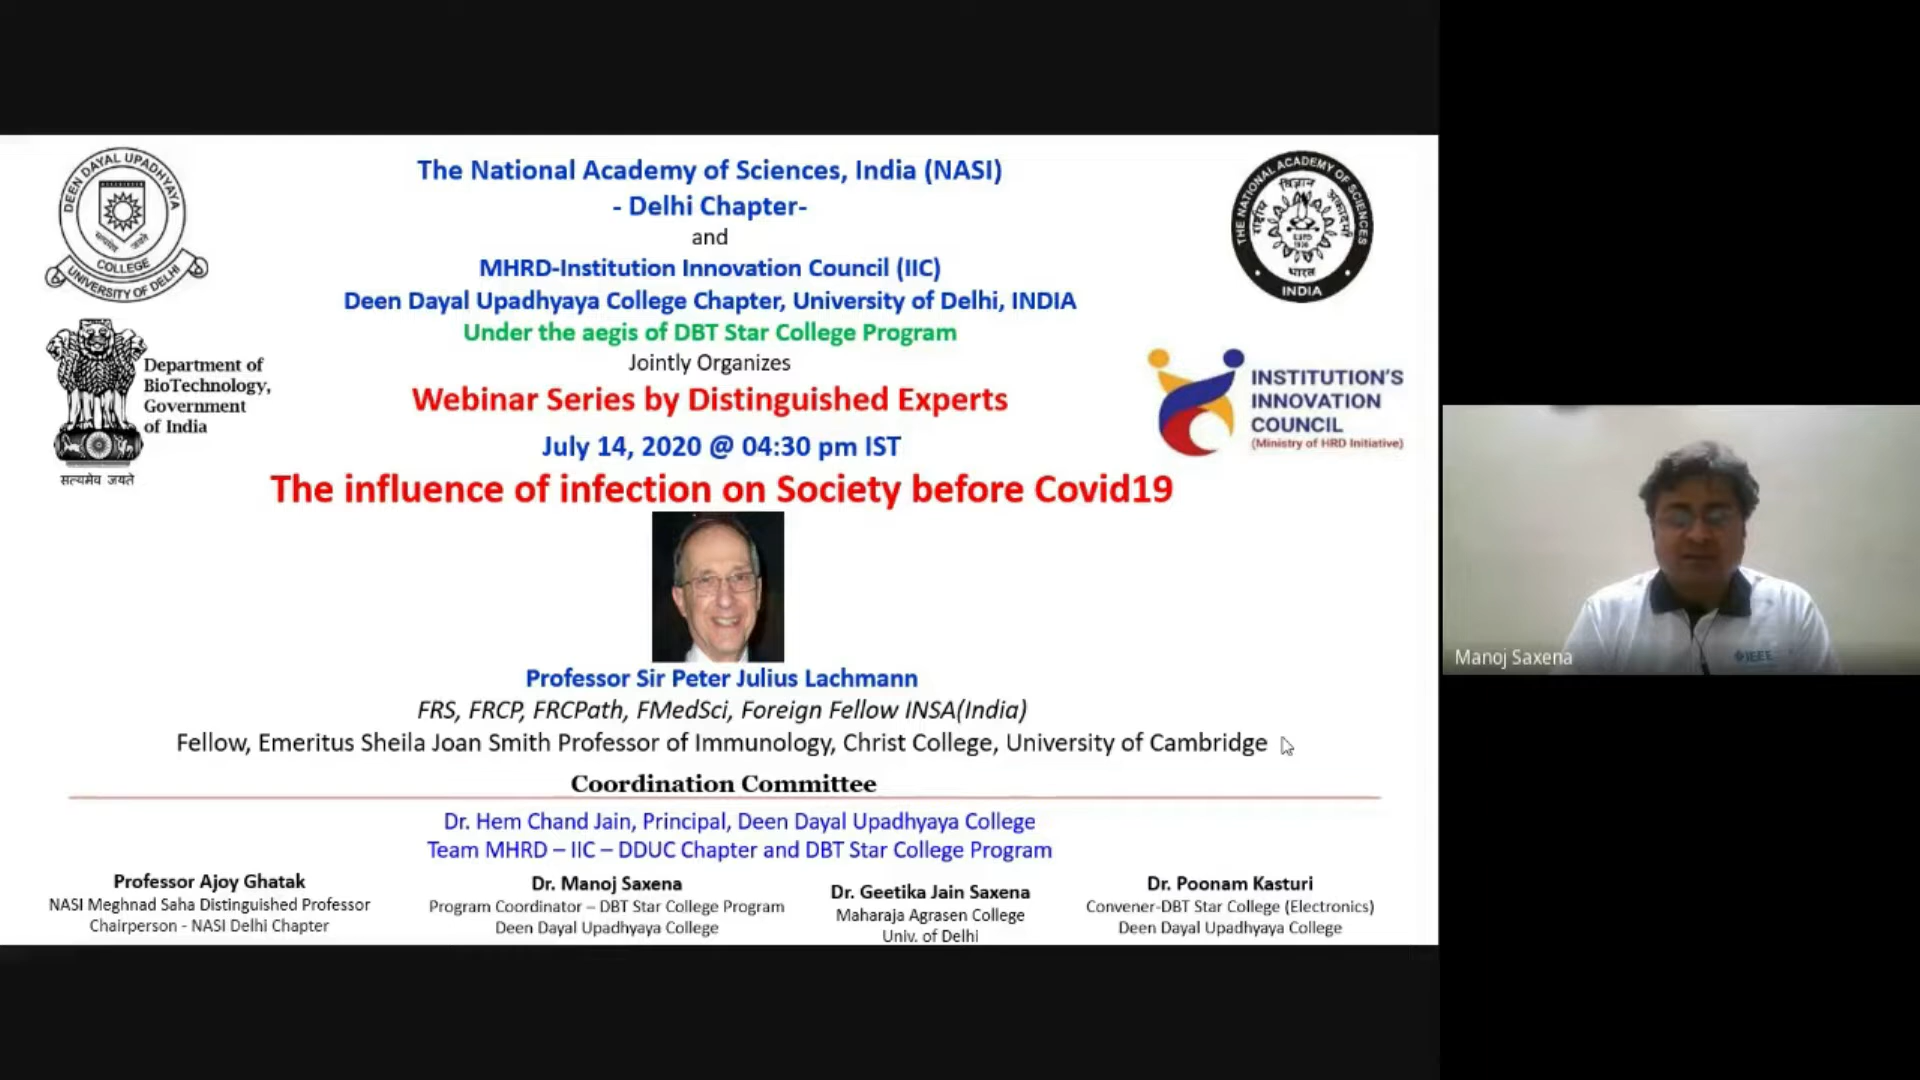 DEEN DAYAL UPADHYAYA
COLLEGE
UNIVERSITY OF DELHI
The National Academy of Sciences, India (NASI)
- Delhi Chapter-
and
MHRD-Institution Innovation Council (IIC)
Deen Dayal Upadhyaya College Chapter, University of Delhi, INDIA
Under the aegis of DBT Star College Program
Jointly Organizes
Webinar Series by Distinguished Experts
July 14, 2020 @ 04:30 pm IST
The influence of infection on Society before Covid19
THE NATIONAL ACADEMY OF SCIENCES
राष्ट्रीय विज्ञान अकादमी
भारत
INDIA
Department of
BioTechnology,
Government
of India
सत्यमेव जयते
INSTITUTION'S
INNOVATION
COUNCIL
(Ministry of HRD Initiative)
Professor Sir Peter Julius Lachmann
FRS, FRCP, FRCPath, FMedSci, Foreign Fellow INSA(India)
Fellow, Emeritus Sheila Joan Smith Professor of Immunology, Christ College, University of Cambridge
Coordination Committee
Dr. Hem Chand Jain, Principal, Deen Dayal Upadhyaya College
Team MHRD – IIC – DDUC Chapter and DBT Star College Program
Professor Ajoy Ghatak
NASI Meghnad Saha Distinguished Professor
Chairperson - NASI Delhi Chapter
Dr. Manoj Saxena
Program Coordinator – DBT Star College Program
Deen Dayal Upadhyaya College
Dr. Geetika Jain Saxena
Maharaja Agrasen College
Univ. of Delhi
Dr. Poonam Kasturi
Convener-DBT Star College (Electronics)
Deen Dayal Upadhyaya College
Manoj Saxena
IEEE